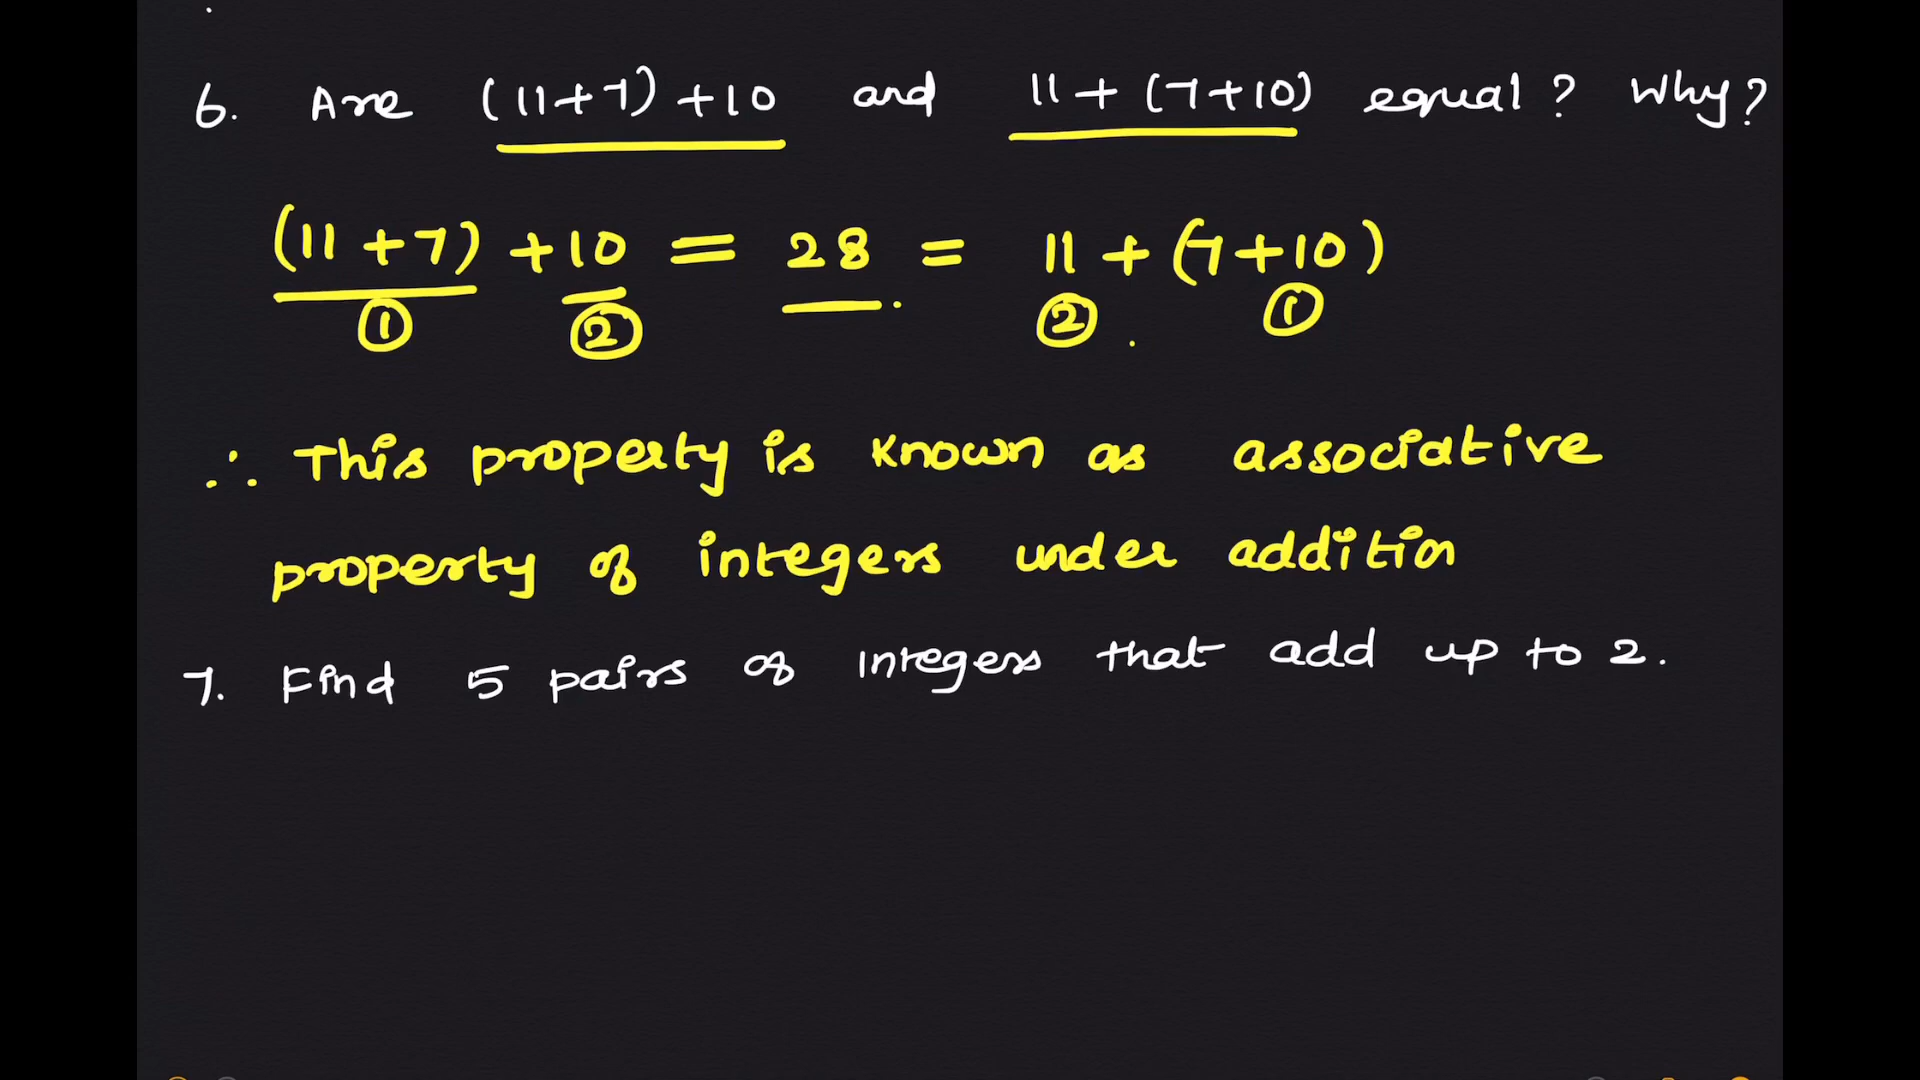 6. Are (11+7)+10 and 11+(7+10) equal? Why?
(11+7)+10 = 28 = 11+(7+10)
① ② ② ①
∴ This property is known as associative
property of integers under addition
7. Find 5 pairs of integers that add up to 2.